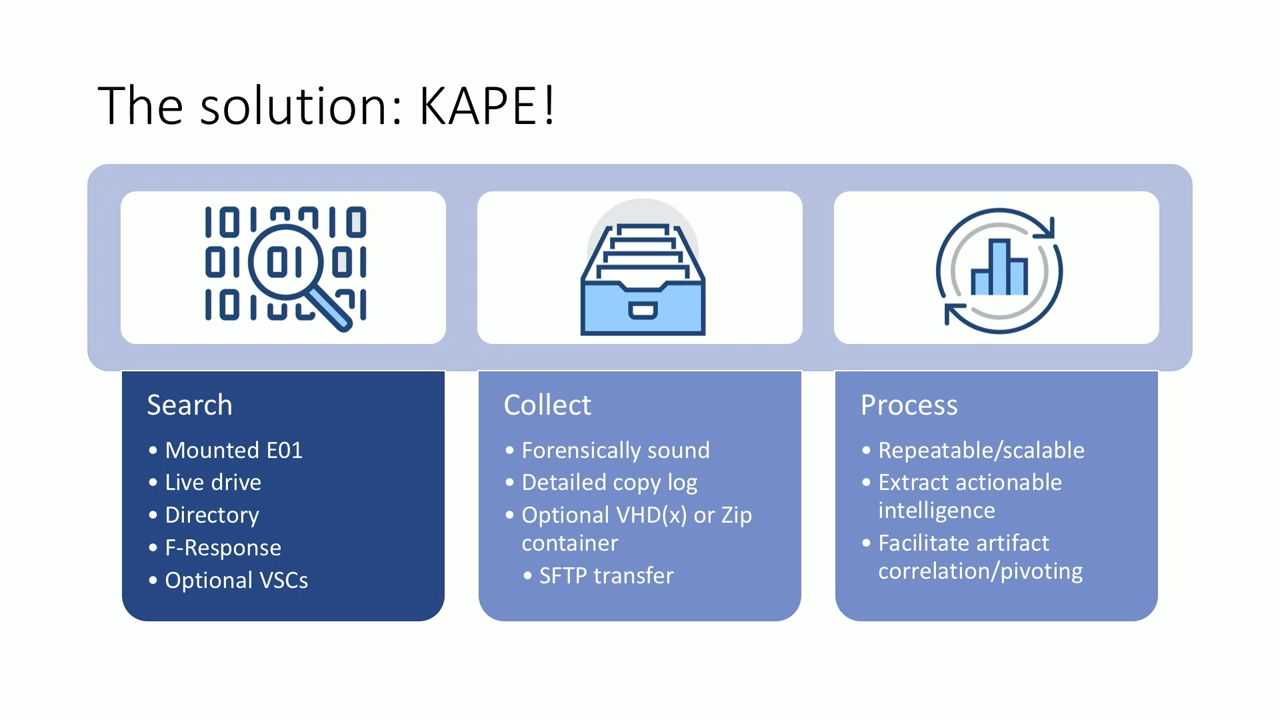 The solution: KAPE!
Search
• Mounted E01
• Live drive
• Directory
• F-Response
• Optional VSCs
Collect
• Forensically sound
• Detailed copy log
• Optional VHD(x) or Zip
container
• SFTP transfer
Process
• Repeatable/scalable
• Extract actionable
intelligence
• Facilitate artifact
correlation/pivoting